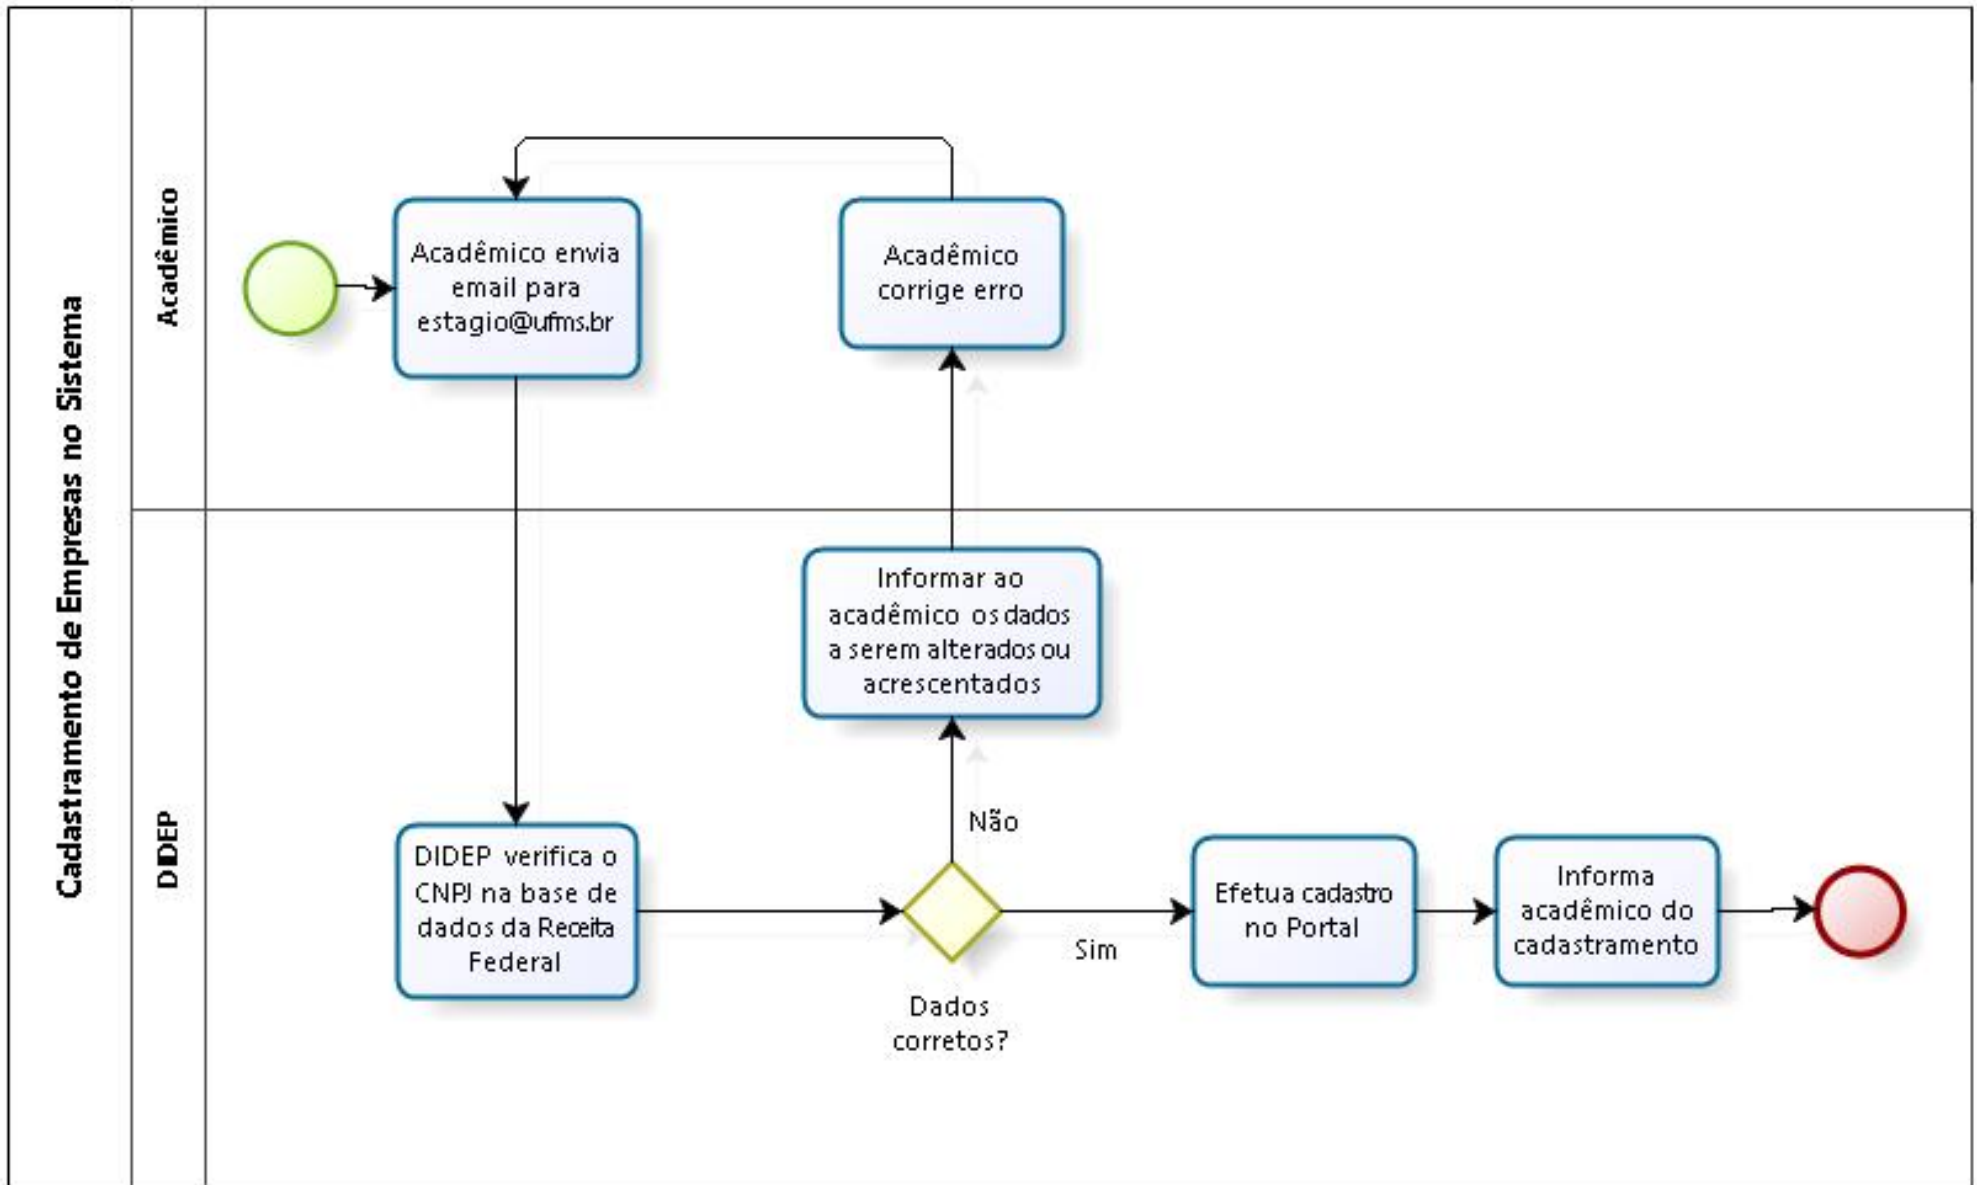 Cadastramento de Empresas no Sistema
Acadêmico
Acadêmico envia
email para
estagio@ufms.br
Acadêmico
corrige erro
DIDEP
Informar ao
acadêmico os dados
a serem alterados ou
acrescentados
DIDEP verifica o
CNPJ na base de
dados da Receita
Federal
Não
Dados
corretos?
Sim
Efetua cadastro
no Portal
Informa
acadêmico do
cadastramento